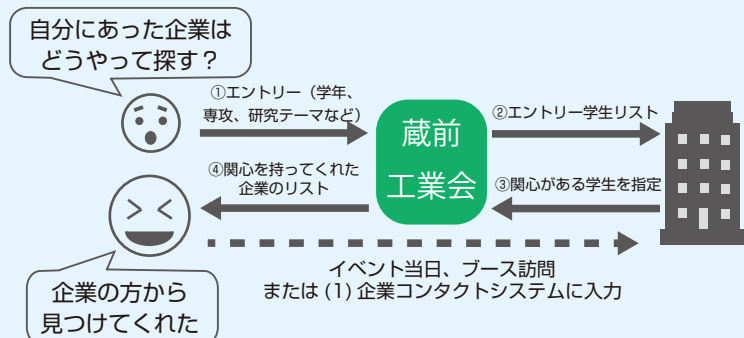 自分にあった企業は
どうやって探す？
①エントリー（学年、
専攻、研究テーマなど）
蔵前
工業会
②エントリー学生リスト
③関心がある学生を指定
④関心を持ってくれた
企業のリスト
イベント当日、ブース訪問
または (1) 企業コンタクトシステムに入力
企業の方から
見つけてくれた